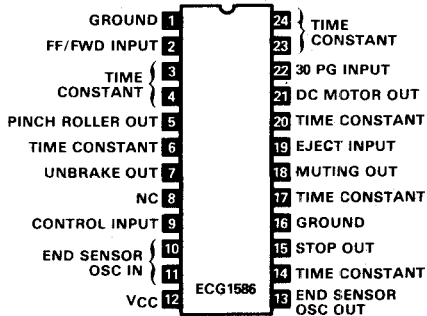 GROUND 1
FF/FWD INPUT 2
TIME
CONSTANT
3
4
PINCH ROLLER OUT 5
TIME CONSTANT 6
UNBRAKE OUT 7
NC 8
CONTROL INPUT 9
END SENSOR
OSC IN
10
11
VCC 12
ECG1586
24
23
TIME
CONSTANT
22 30 PG INPUT
21 DC MOTOR OUT
20 TIME CONSTANT
19 EJECT INPUT
18 MUTING OUT
17 TIME CONSTANT
16 GROUND
15 STOP OUT
14 TIME CONSTANT
13 END SENSOR
OSC OUT